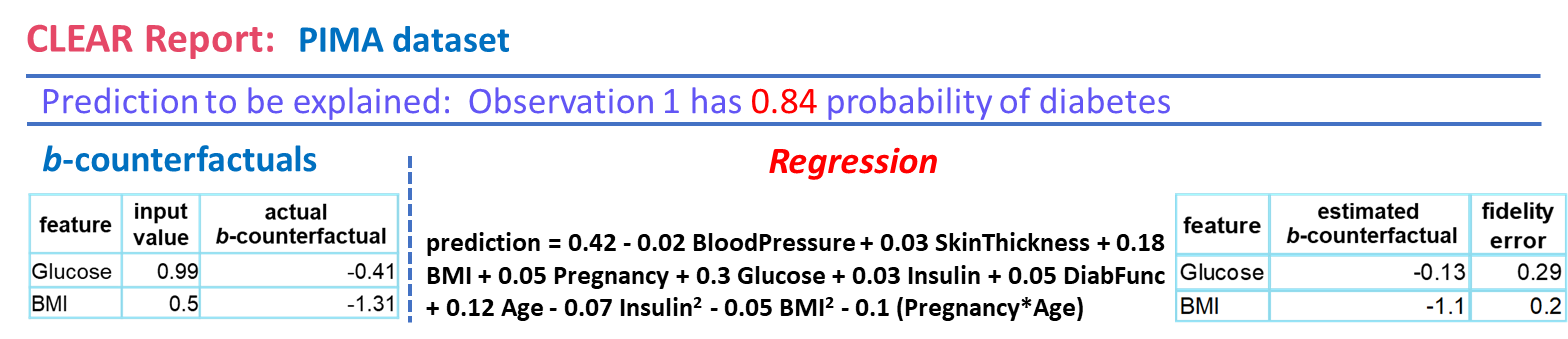 CLEAR Report: PIMA dataset
Prediction to be explained: Observation 1 has 0.84 probability of diabetes
b-counterfactuals
feature input value actual b-counterfactual
Glucose 0.99 -0.41
BMI 0.5 -1.31
Regression
prediction = 0.42 - 0.02 BloodPressure + 0.03 SkinThickness + 0.18
BMI + 0.05 Pregnancy + 0.3 Glucose + 0.03 Insulin + 0.05 DiabFunc
+ 0.12 Age - 0.07 Insulin² - 0.05 BMI² - 0.1 (Pregnancy*Age)
feature estimated b-counterfactual fidelity error
Glucose -0.13 0.29
BMI -1.1 0.2